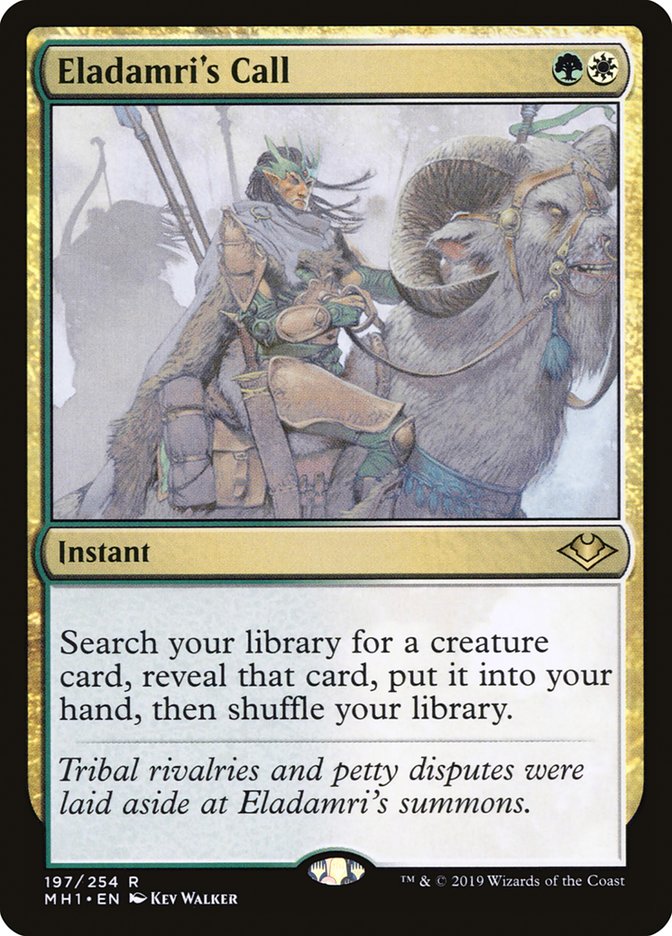 Eladamri's Call
Instant
Search your library for a creature
card, reveal that card, put it into your
hand, then shuffle your library.
Tribal rivalries and petty disputes were
laid aside at Eladamri's summons.
197/254 R
MH1 • EN Kev Walker
™ & © 2019 Wizards of the Coast